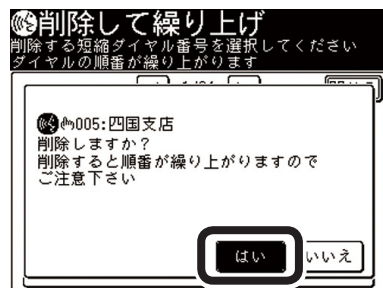 削除して繰り上げ
削除する短縮ダイヤル番号を選択してください
ダイヤルの順番が繰り上がります
005:四国支店
削除しますか？
削除すると順番が繰り上がりますので
ご注意下さい
はい
いいえ